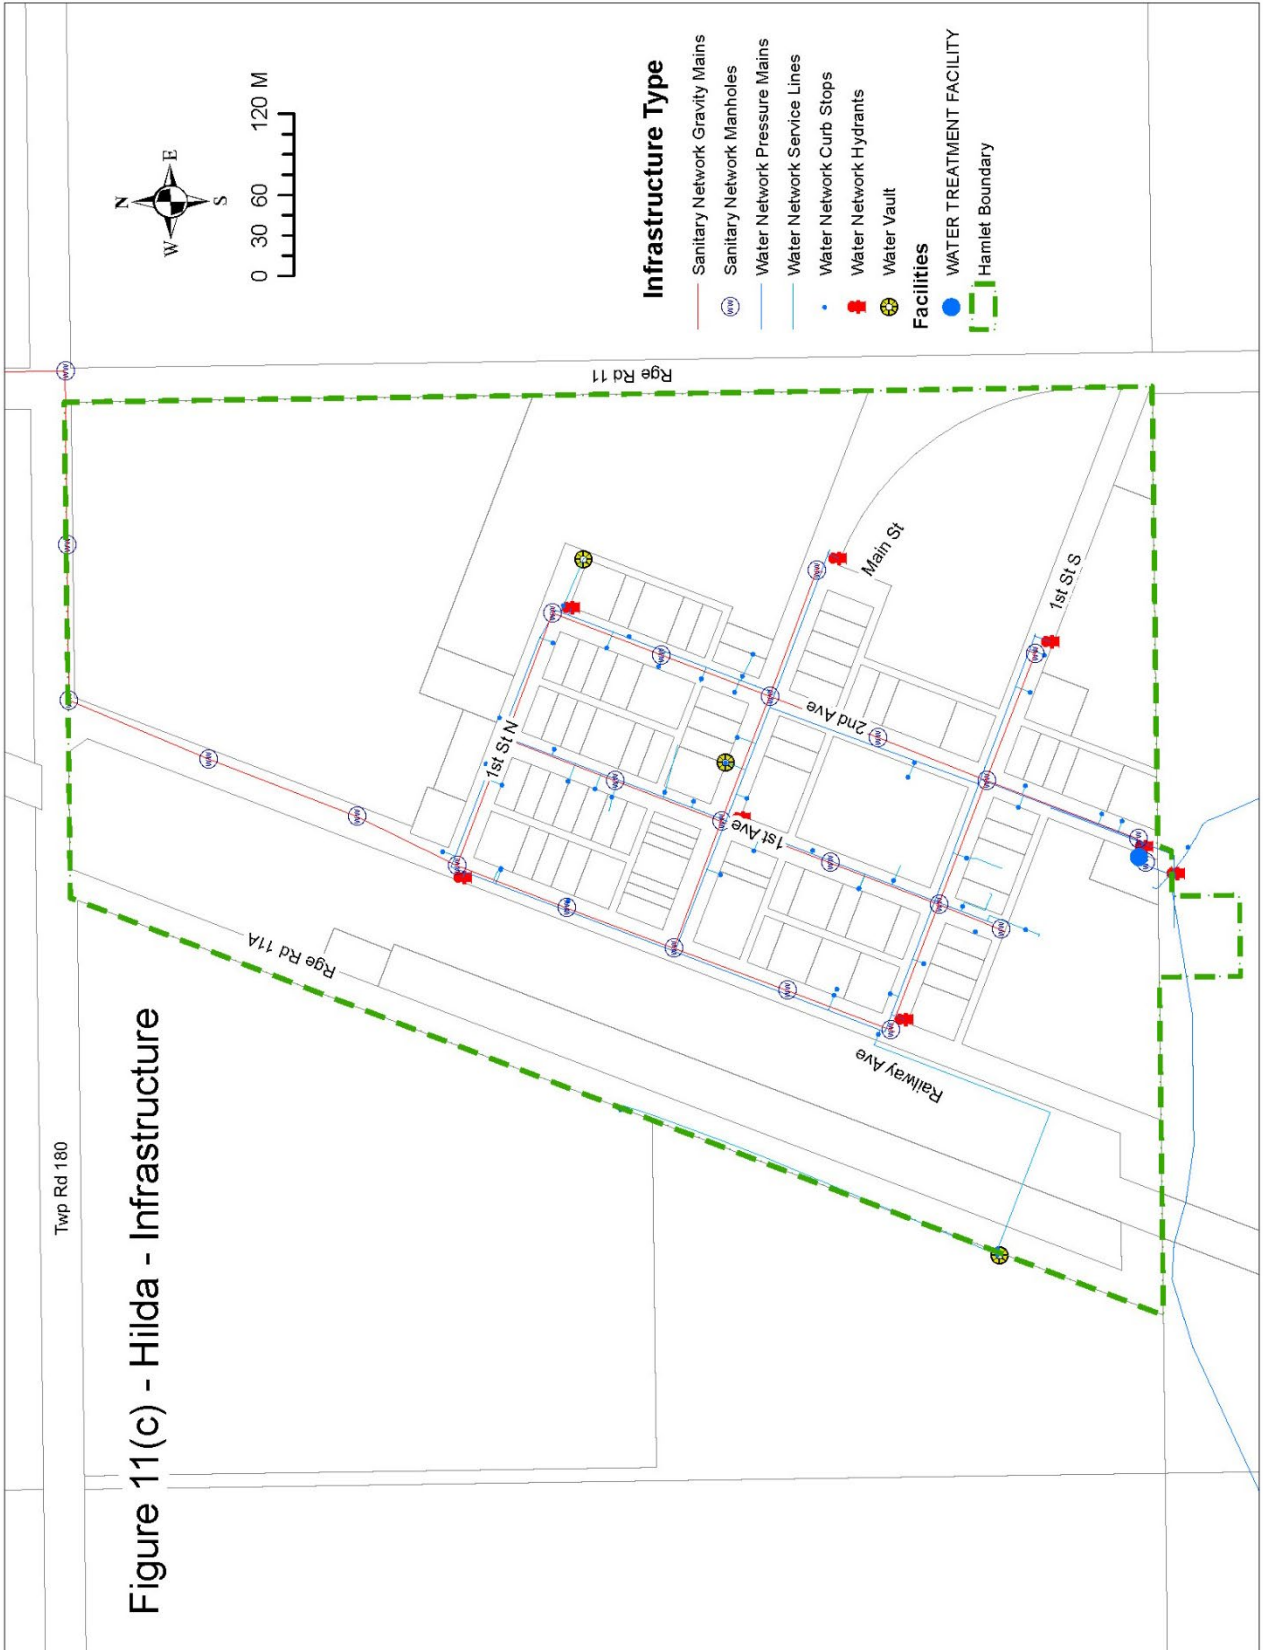 Figure 11(c) - Hilda - Infrastructure
Twp Rd 180
N
W
E
S
0 30 60 120 M
Infrastructure Type
Sanitary Network Gravity Mains
Sanitary Network Manholes
Water Network Pressure Mains
Water Network Service Lines
Water Network Curb Stops
Water Network Hydrants
Water Vault
Facilities
WATER TREATMENT FACILITY
Hamlet Boundary
Rge Rd 11
Rge Rd 11A
1st St N
Main St
2nd Ave
1st Ave
1st St S
Railway Ave